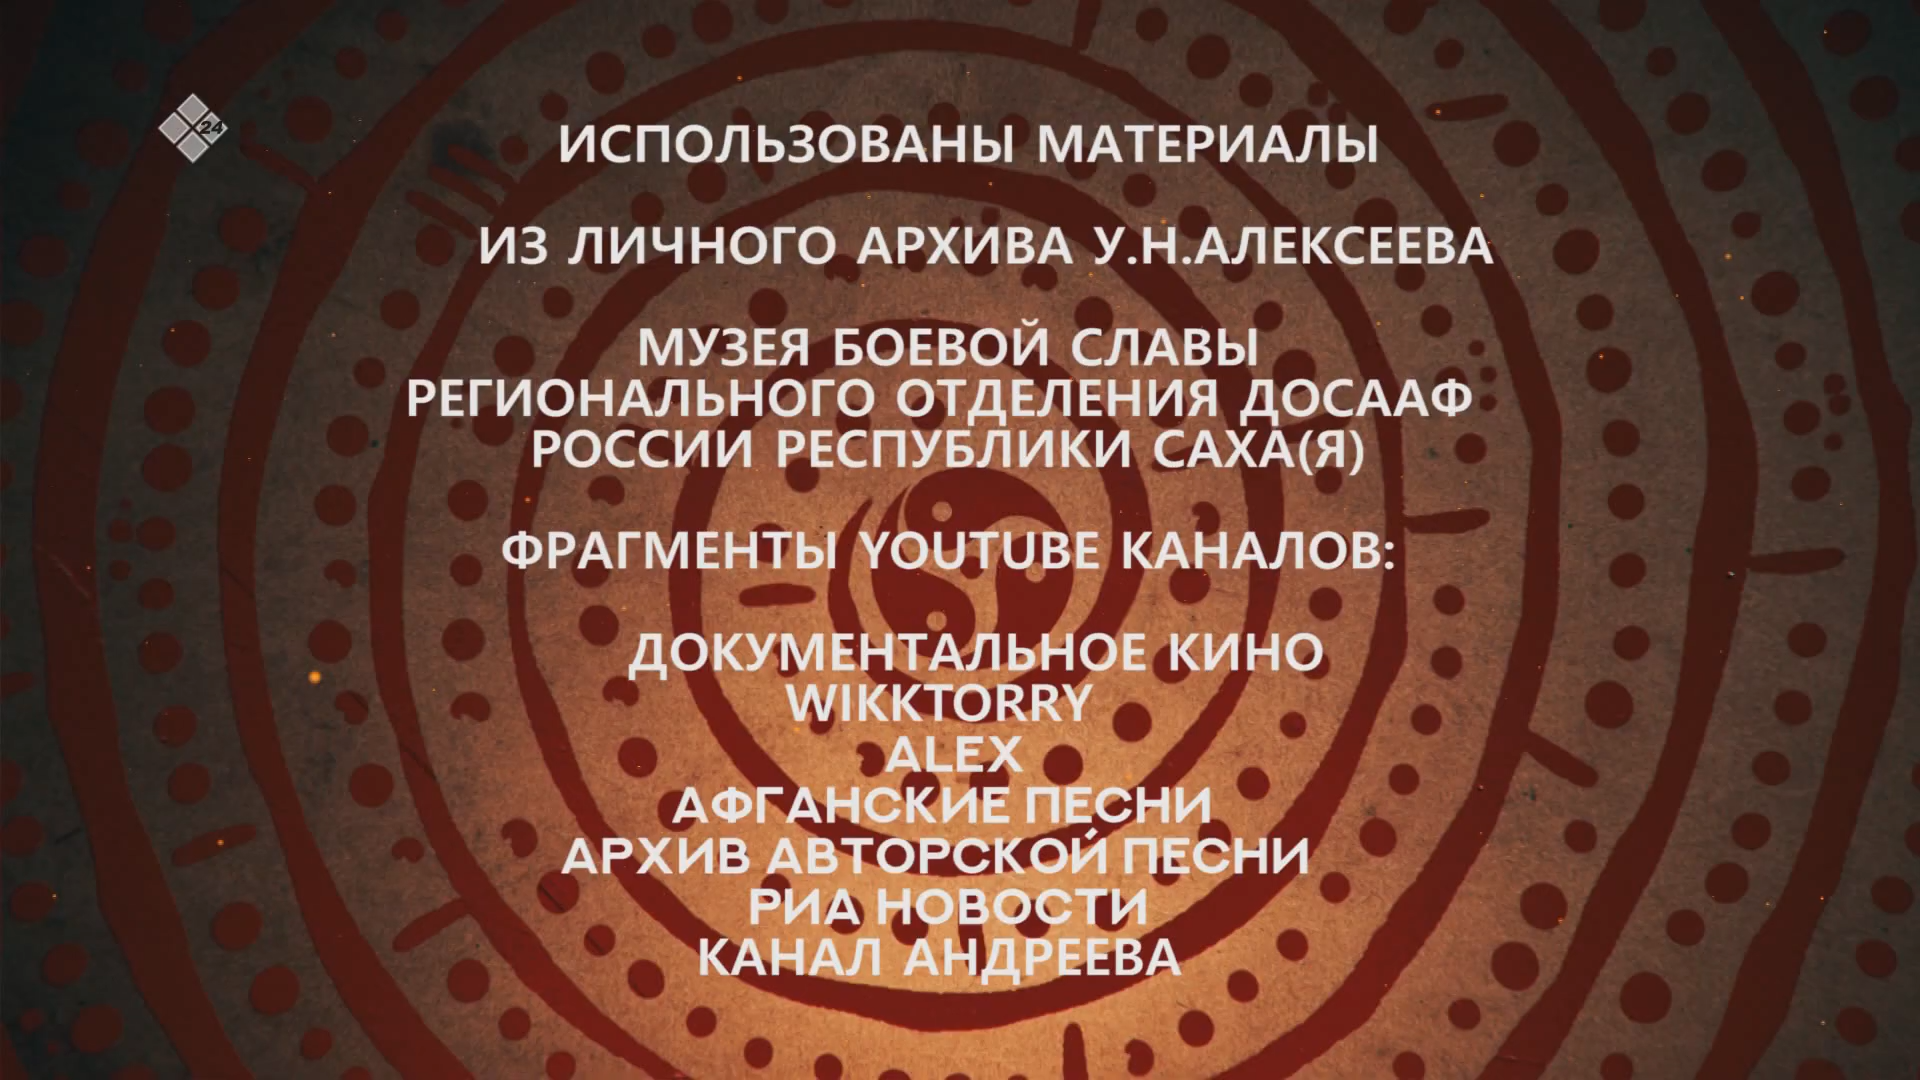 24
ИСПОЛЬЗОВАНЫ МАТЕРИАЛЫ
ИЗ ЛИЧНОГО АРХИВА У.Н.АЛЕКСЕЕВА
МУЗЕЯ БОЕВОЙ СЛАВЫ
РЕГИОНАЛЬНОГО ОТДЕЛЕНИЯ ДОСААФ
РОССИИ РЕСПУБЛИКИ САХА(Я)
ФРАГМЕНТЫ YOUTUBE КАНАЛОВ:
ДОКУМЕНТАЛЬНОЕ КИНО
WIKKTORRY
ALEX
АФГАНСКИЕ ПЕСНИ
АРХИВ АВТОРСКОЙ ПЕСНИ
РИА НОВОСТИ
КАНАЛ АНДРЕЕВА